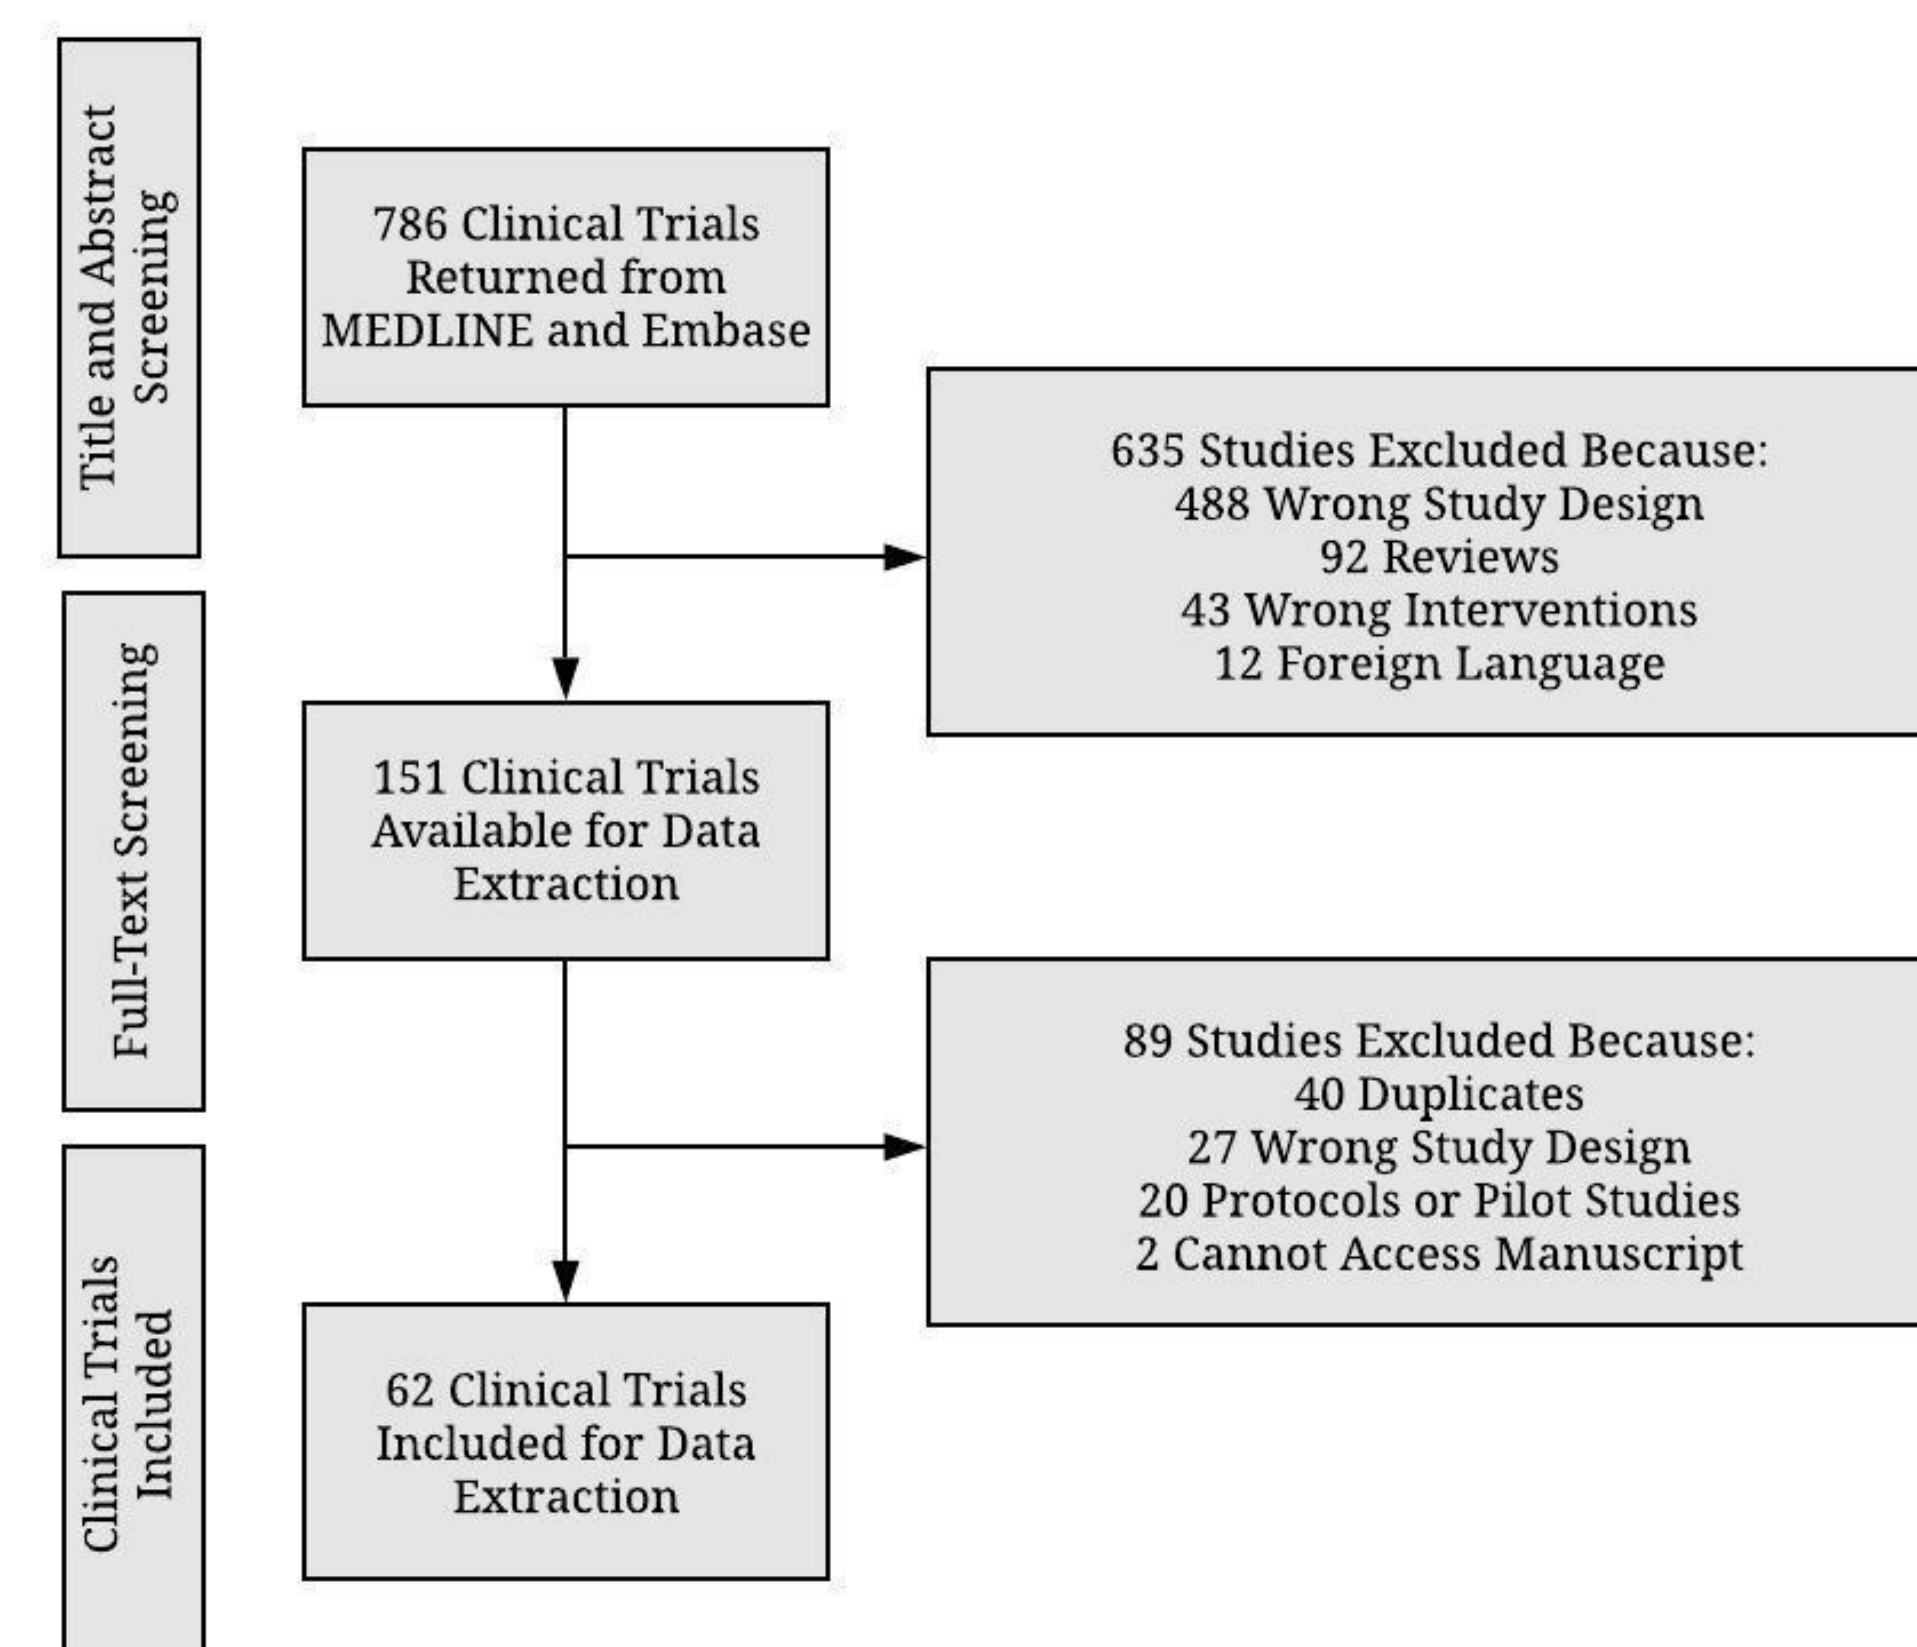 Title and Abstract
Screening
786 Clinical Trials
Returned from
MEDLINE and Embase
635 Studies Excluded Because:
488 Wrong Study Design
92 Reviews
43 Wrong Interventions
12 Foreign Language
Full-Text Screening
151 Clinical Trials
Available for Data
Extraction
89 Studies Excluded Because:
40 Duplicates
27 Wrong Study Design
20 Protocols or Pilot Studies
2 Cannot Access Manuscript
Clinical Trials
Included
62 Clinical Trials
Included for Data
Extraction